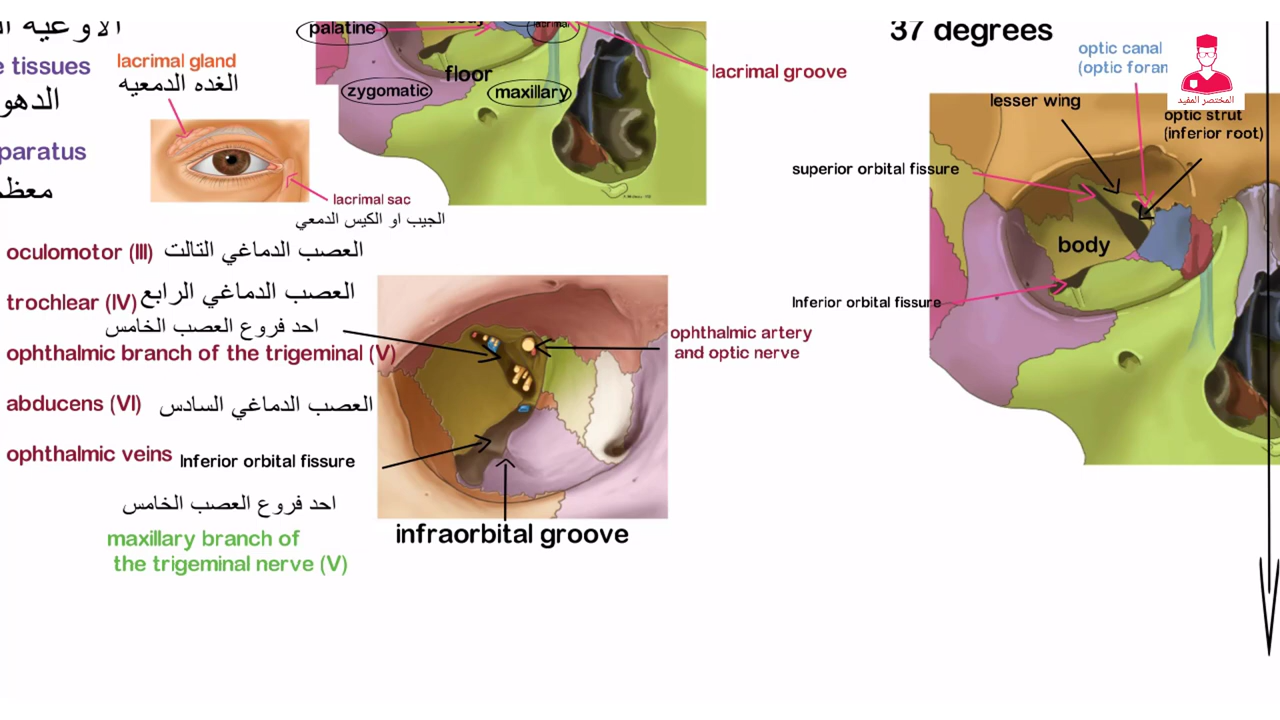 37 degrees
palatine
body
lacrimal
floor
zygomatic
maxillary
lacrimal groove
e tissues
lacrimal gland
الغده الدمعيه
الدهو
paratus
معظ
lacrimal sac
الجيب او الكيس الدمعي
oculomotor (III) العصب الدماغي التالت
trochlear (IV) العصب الدماغي الرابع
احد فروع العصب الخامس
ophthalmic branch of the trigeminal (V)
abducens (VI) العصب الدماغي السادس
ophthalmic veins
Inferior orbital fissure
احد فروع العصب الخامس
maxillary branch of
the trigeminal nerve (V)
infraorbital groove
ophthalmic artery
and optic nerve
optic canal
(optic foran
المختصر المفيد
lesser wing
optic strut
(inferior root)
superior orbital fissure
body
Inferior orbital fissure